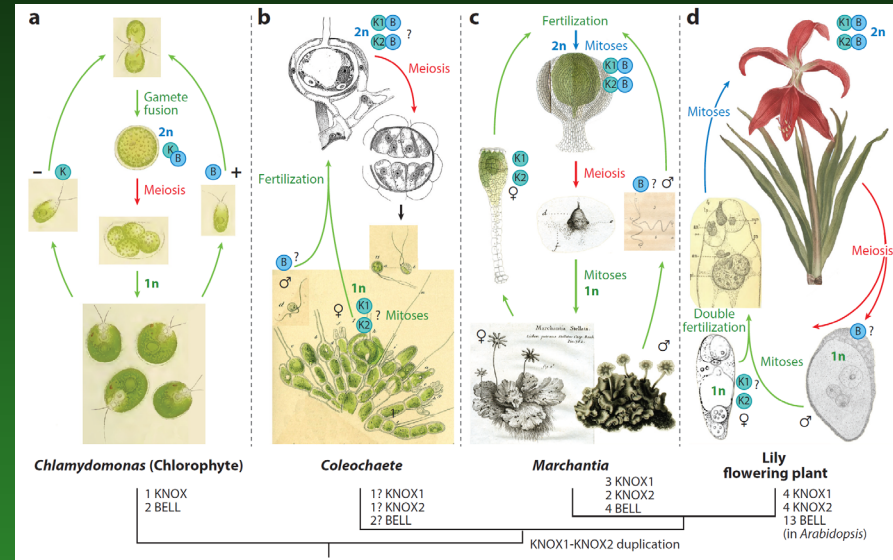 a
Gamete
fusion
2n
K
B
– K
B +
Meiosis
1n
Chlamydomonas (Chlorophyte)
1 KNOX
2 BELL
b
2n K1 B
K2 B ?
Meiosis
Fertilization
B ?
♂
♀ K1
K2 ?
1n
Mitoses
Coleochaete
1? KNOX1
1? KNOX2
2? BELL
c
Fertilization
2n Mitoses
K1 B
K2 B
K1
K2
♀
Meiosis
B ? ♂
Mitoses
1n
♀
Marchantia Stellata.
♂
Marchantia
3 KNOX1
2 KNOX2
4 BELL
d
K1 B
K2 B
2n
Mitoses
Meiosis
Double
fertilization
B ?
1n
Mitoses
1n
K1
K2 ?
♀
♂
Lily
flowering plant
4 KNOX1
4 KNOX2
13 BELL
(in Arabidopsis)
KNOX1-KNOX2 duplication